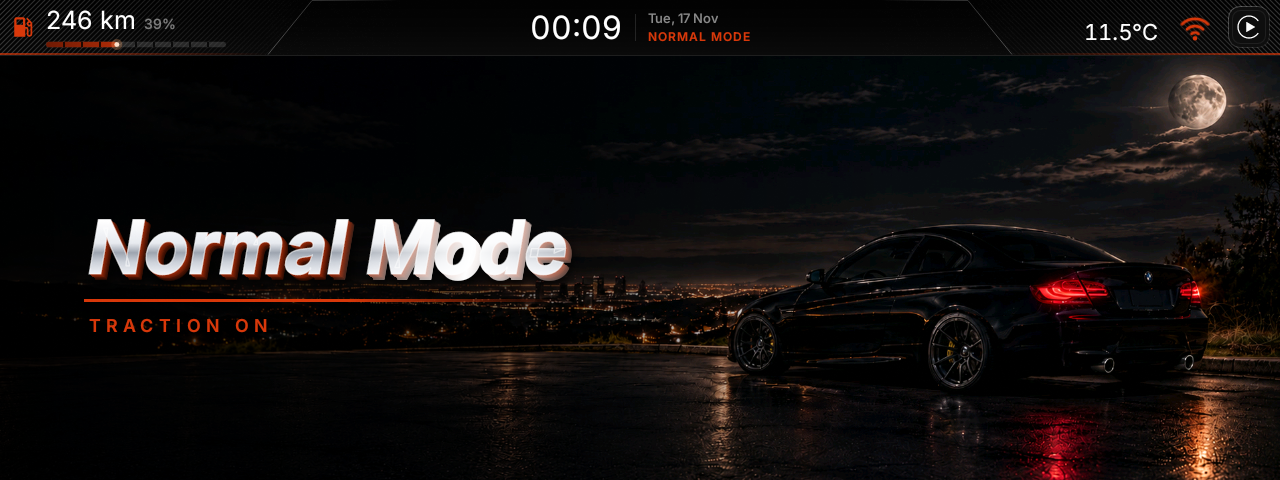 246 km 39%
00:09
Tue, 17 Nov
NORMAL MODE
11.5°C
Normal Mode
TRACTION ON